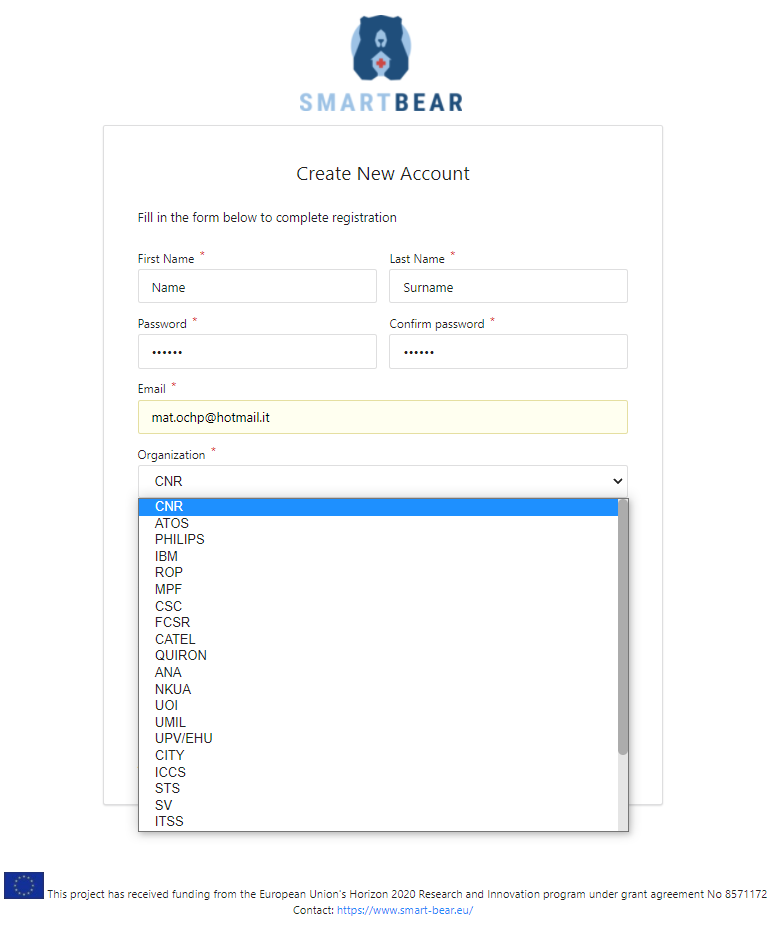 SMARTBEAR
Create New Account
Fill in the form below to complete registration
First Name * Last Name *
Name Surname
Password * Confirm password *
•••••• ••••••
Email *
mat.ochp@hotmail.it
Organization *
CNR
CNR
ATOS
PHILIPS
IBM
ROP
MPF
CSC
FCSR
CATEL
QUIRON
ANA
NKUA
UOI
UMIL
UPV/EHU
CITY
ICCS
STS
SV
ITSS
This project has received funding from the European Union's Horizon 2020 Research and Innovation program under grant agreement No 8571172
Contact: https://www.smart-bear.eu/